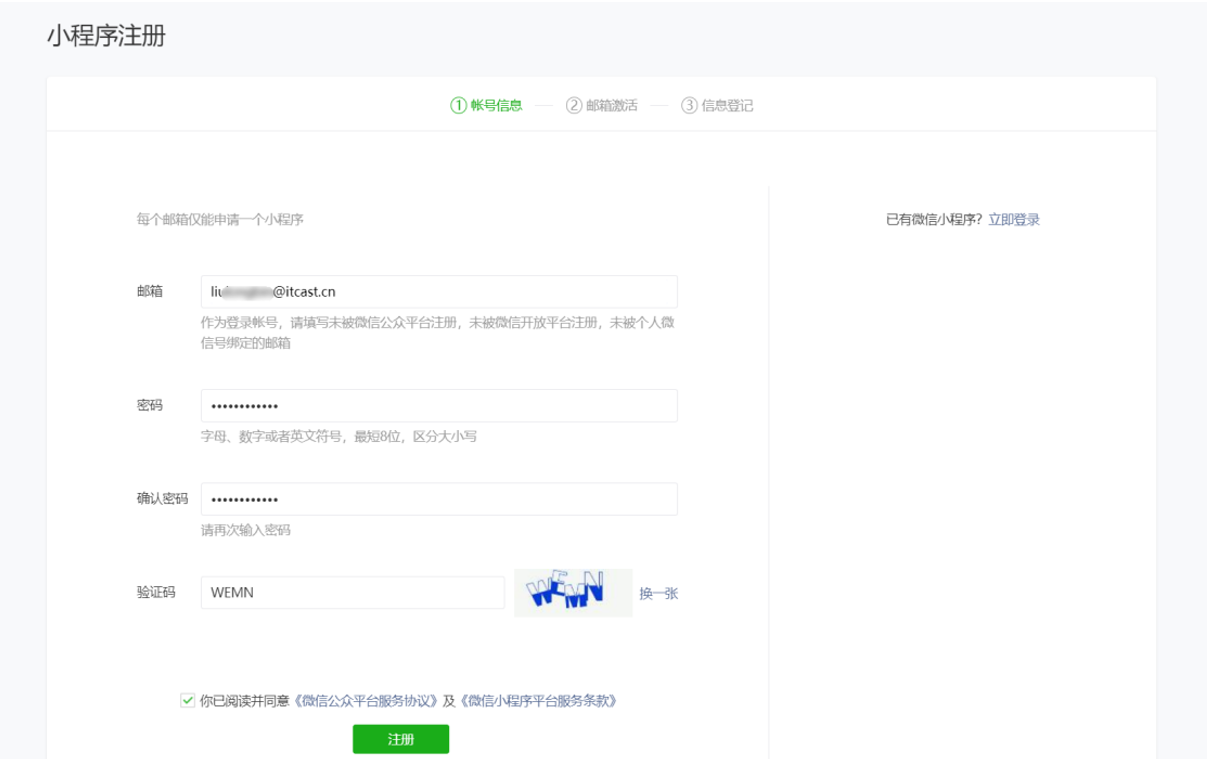 小程序注册
① 帐号信息 — ② 邮箱激活 — ③ 信息登记
每个邮箱仅能申请一个小程序
已有微信小程序？立即登录
邮箱
liu @itcast.cn
作为登录帐号，请填写未被微信公众平台注册，未被微信开放平台注册，未被个人微
信号绑定的邮箱
密码
••••••••••••
字母、数字或者英文符号，最短8位，区分大小写
确认密码
••••••••••••
请再次输入密码
验证码
WEMN
WEMN
换一张
你已阅读并同意《微信公众平台服务协议》及《微信小程序平台服务条款》
注册